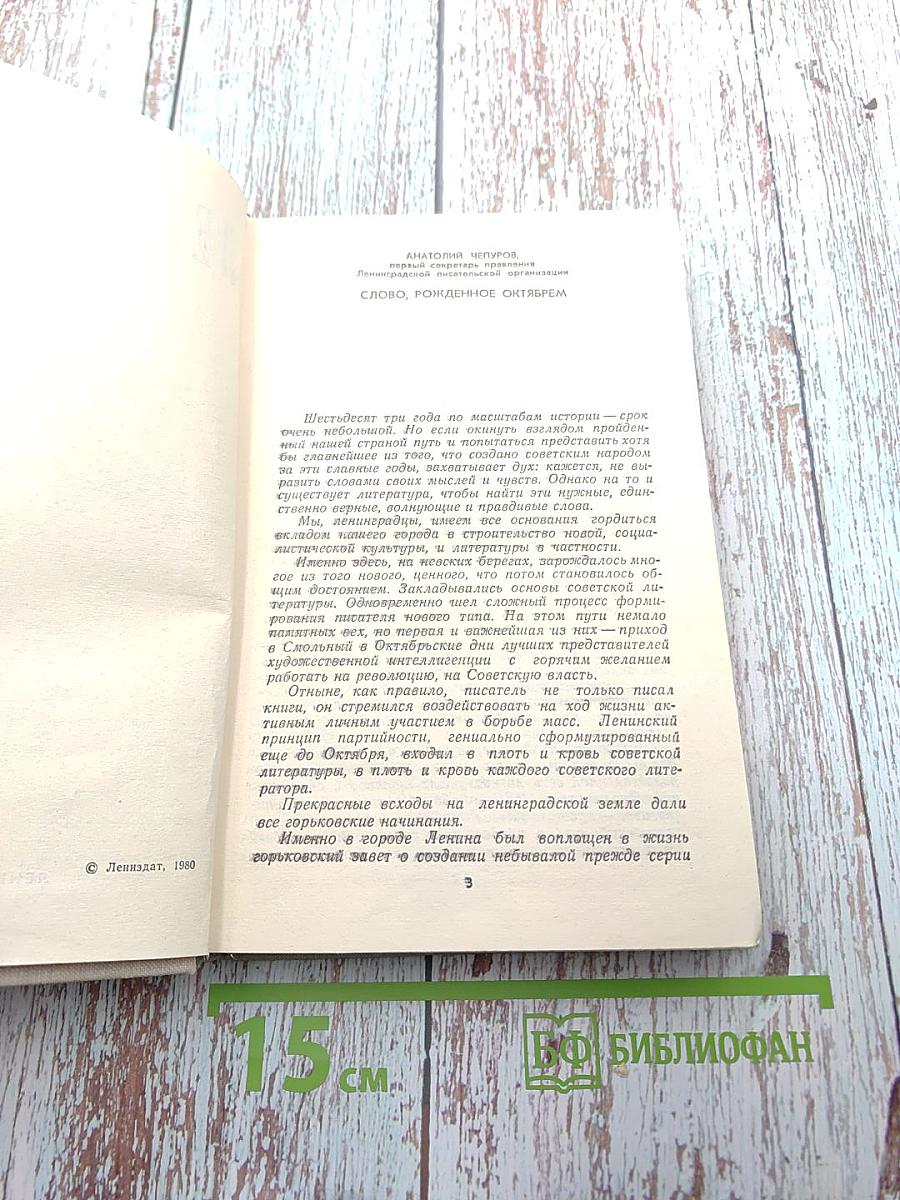 © Лениздат, 1980
АНАТОЛИЙ ЧЕПУРОВ,
первый секретарь правления
Ленинградской писательской организации
СЛОВО, РОЖДЕННОЕ ОКТЯБРЕМ
Шестьдесят три года по масштабам истории — срок
очень небольшой. Но если окинуть взглядом пройден-
ный нашей страной путь и попытаться представить хотя
бы главнейшее из того, что создано советским народом
за эти славные годы, захватывает дух: кажется, не вы-
разить словами своих мыслей и чувств. Однако на то и
существует литература, чтобы найти эти нужные, един-
ственно верные, волнующие и правдивые слова.
Мы, ленинградцы, имеем все основания гордиться
вкладом нашего города в строительство новой, социа-
листической культуры, и литературы в частности.
Именно здесь, на невских берегах, зарождалось мно-
гое из того нового, ценного, что потом становилось об-
щим достоянием. Закладывались основы советской ли-
тературы. Одновременно шел сложный процесс форми-
рования писателя нового типа. На этом пути немало
памятных вех, но первая и важнейшая из них — приход
в Смольный в Октябрьские дни лучших представителей
художественной интеллигенции с горячим желанием
работать на революцию, на Советскую власть.
Отныне, как правило, писатель не только писал
книги, он стремился воздействовать на ход жизни ак-
тивным личным участием в борьбе масс. Ленинский
принцип партийности, гениально сформулированный
еще до Октября, входил в плоть и кровь советской
литературы, в плоть и кровь каждого советского лите-
ратора.
Прекрасные всходы на ленинградской земле дали
все горьковские начинания.
Именно в городе Ленина был воплощен в жизнь
горьковский завет о создании небывалой прежде серии
3
15 см
БФ БИБЛИОФАН